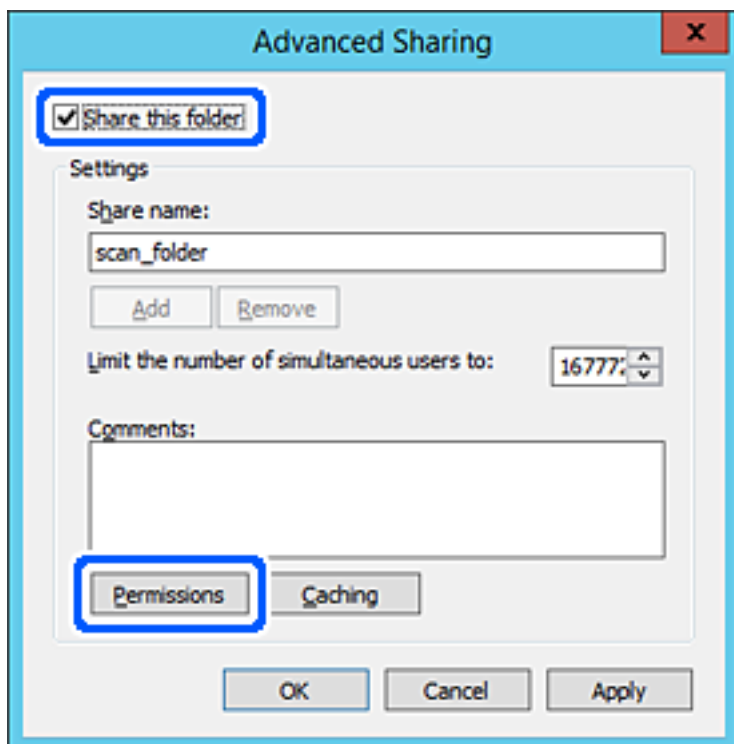 Advanced Sharing
Share this folder
Settings
Share name:
scan_folder
Add Remove
Limit the number of simultaneous users to:
Comments:
Permissions Caching
OK Cancel Apply